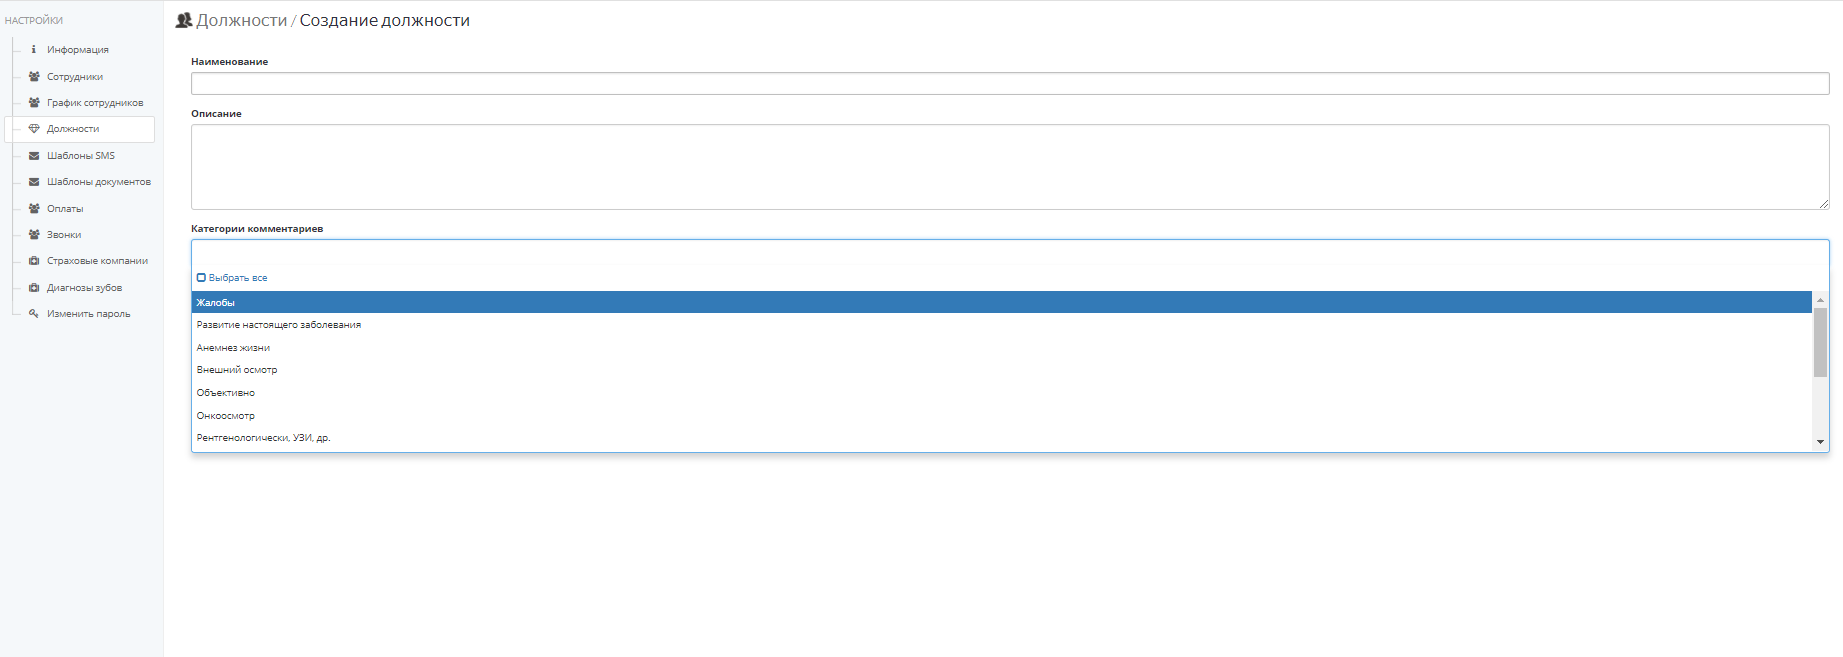 НАСТРОЙКИ
Информация
Сотрудники
График сотрудников
Должности
Шаблоны SMS
Шаблоны документов
Оплаты
Звонки
Страховые компании
Диагнозы зубов
Изменить пароль
Должности / Создание должности
Наименование
Описание
Категории комментариев
Выбрать все
Жалобы
Развитие настоящего заболевания
Анемнез жизни
Внешний осмотр
Объективно
Онкоосмотр
Рентгенологически, УЗИ, др.